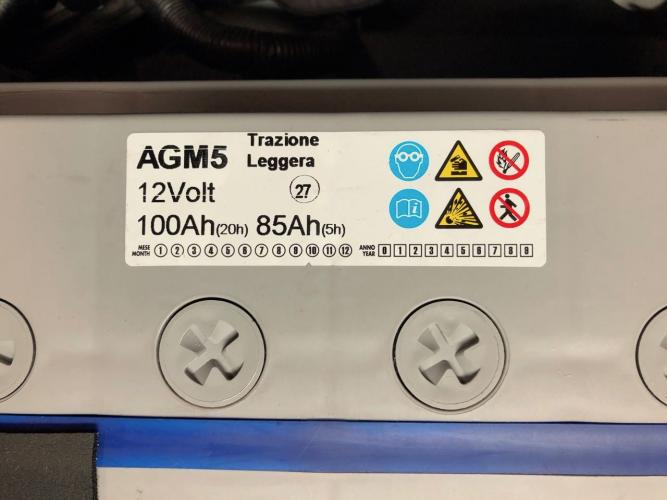 AGM5 Trazione
Leggera
12Volt 27
100Ah(20h) 85Ah(5h)
MESE ANNO
MONTH 1 2 3 4 5 6 7 8 9 10 11 12 YEAR 0 1 2 3 4 5 6 7 8 9